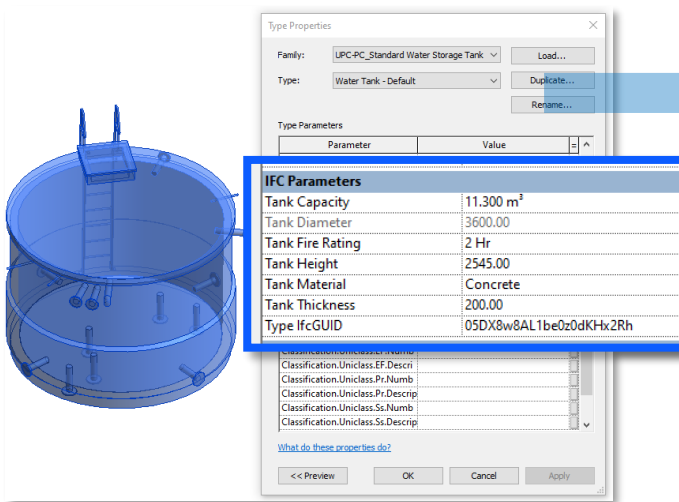 Type Properties
Family: UPC-PC_Standard Water Storage Tank Load...
Type: Water Tank - Default Duplicate...
Rename...
Type Parameters
Parameter Value =
IFC Parameters
Tank Capacity 11.300 m³
Tank Diameter 3600.00
Tank Fire Rating 2 Hr
Tank Height 2545.00
Tank Material Concrete
Tank Thickness 200.00
Type IfcGUID 05DX8w8AL1be0z0dKHx2Rh
Classification.Uniclass.EF.Numb
Classification.Uniclass.EF.Descri
Classification.Uniclass.Pr.Numb
Classification.Uniclass.Pr.Descrip
Classification.Uniclass.Ss.Numb
Classification.Uniclass.Ss.Descrip
What do these properties do?
<< Preview OK Cancel Apply